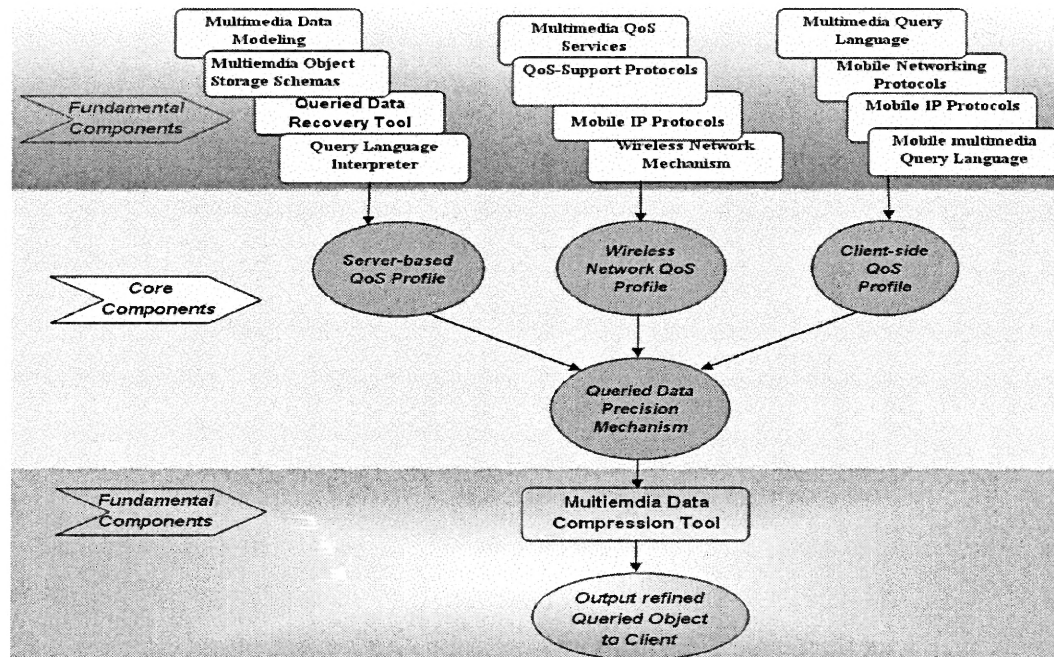 Multimedia Data
Modeling
Multiemdia Object
Storage Schemas
Queried Data
Recovery Tool
Query Language
Interpreter
Multimedia QoS
Services
QoS-Support Protocols
Mobile IP Protocols
Wireless Network
Mechanism
Multimedia Query
Language
Mobile Networking
Protocols
Mobile IP Protocols
Mobile multimedia
Query Language
Fundamental
Components
Server-based
QoS Profile
Wireless
Network QoS
Profile
Client-side
QoS
Profile
Core
Components
Queried Data
Precision
Mechanism
Fundamental
Components
Multiemdia Data
Compression Tool
Output refined
Queried Object
to Client